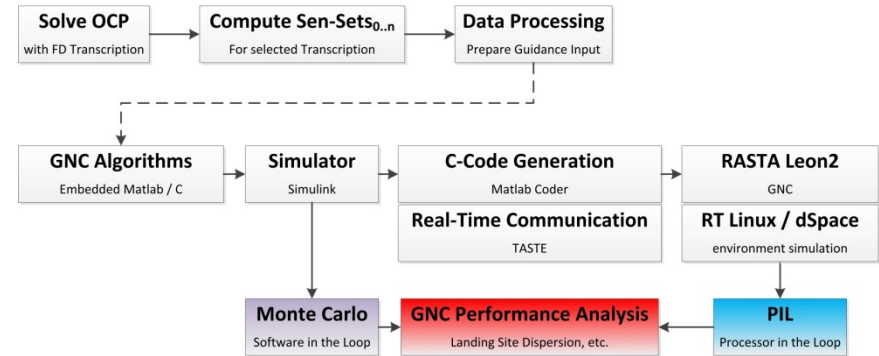 Solve OCP
with FD Transcription
Compute Sen-Sets0..n
For selected Transcription
Data Processing
Prepare Guidance Input
GNC Algorithms
Embedded Matlab / C
Simulator
Simulink
C-Code Generation
Matlab Coder
RASTA Leon2
GNC
Real-Time Communication
TASTE
RT Linux / dSpace
environment simulation
Monte Carlo
Software in the Loop
GNC Performance Analysis
Landing Site Dispersion, etc.
PIL
Processor in the Loop